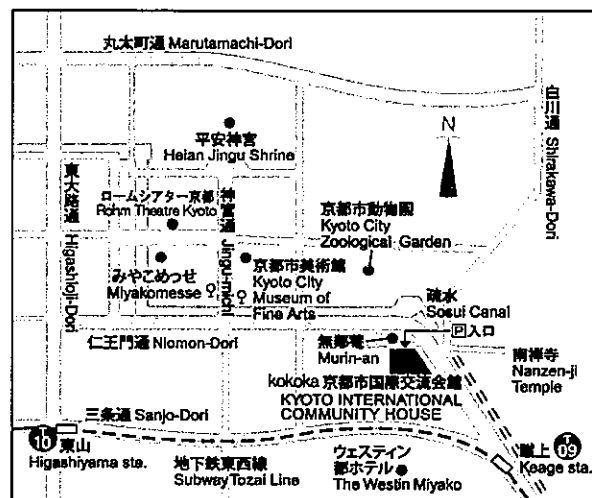 丸太町通 Marutamachi-Dori
白川通 Shirakawa-Dori
平安神宮
Heian Jingu Shrine
N
東大路通 Higashioji-Dori
ロームシアター京都
Rohm Theatre Kyoto
神宮道 Jingu-michi
京都市動物園
Kyoto City
Zoological Garden
みやこめっせ
Miyakomesse
京都市美術館
Kyoto City
Museum of
Fine Arts
疏水
Sosui Canal
仁王門通 Niomon-Dori
無鄰菴
Murin-an
P 入口
南禅寺
Nanzen-ji
Temple
kokoka 京都市国際交流会館
KYOTO INTERNATIONAL
COMMUNITY HOUSE
三条通 Sanjo-Dori
T
10
東山
Higashiyama sta.
地下鉄東西線
Subway Tozai Line
ウェスティン
都ホテル
The Westin Miyako
蹴上
T
09
Keage sta.